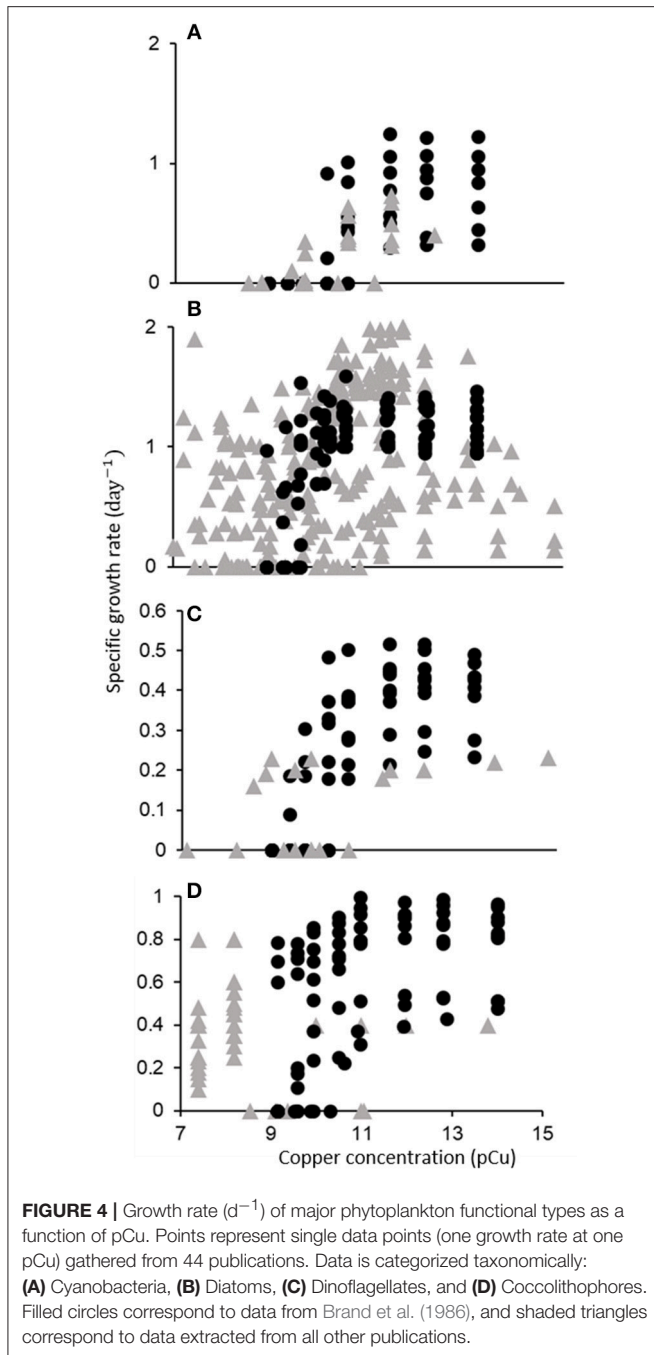 A
2
1
0
B
2
1
0
Specific growth rate (day⁻¹)
C
0.6
0.5
0.4
0.3
0.2
0.1
0
D
1
0.8
0.6
0.4
0.2
0
7 9 11 13 15
Copper concentration (pCu)
FIGURE 4 | Growth rate (d⁻¹) of major phytoplankton functional types as a
function of pCu. Points represent single data points (one growth rate at one
pCu) gathered from 44 publications. Data is categorized taxonomically:
(A) Cyanobacteria, (B) Diatoms, (C) Dinoflagellates, and (D) Coccolithophores.
Filled circles correspond to data from Brand et al. (1986), and shaded triangles
correspond to data extracted from all other publications.